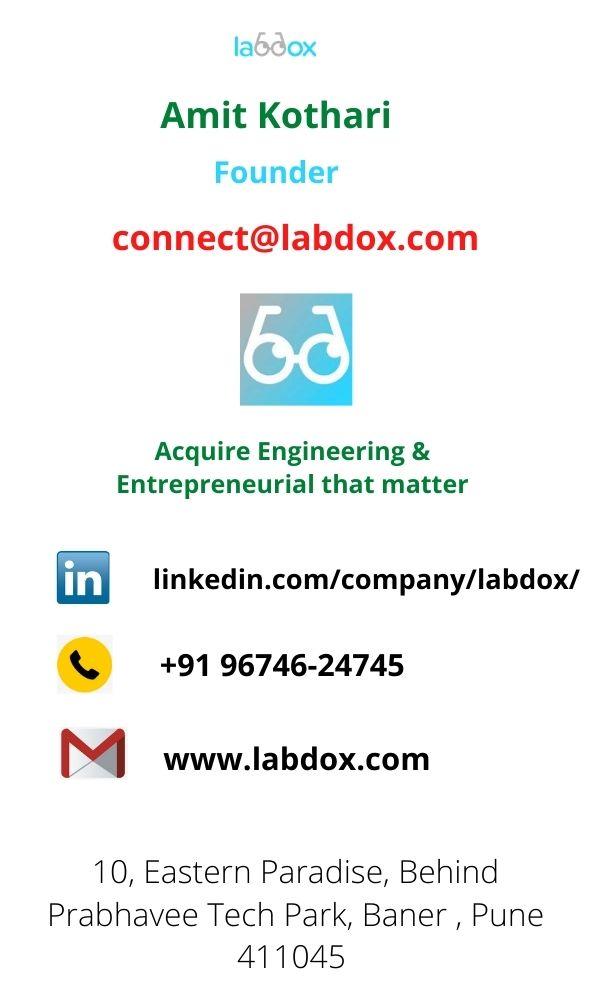 labdox
Amit Kothari
Founder
connect@labdox.com
Acquire Engineering &
Entrepreneurial that matter
in
linkedin.com/company/labdox/
+91 96746-24745
www.labdox.com
10, Eastern Paradise, Behind
Prabhavee Tech Park, Baner , Pune
411045